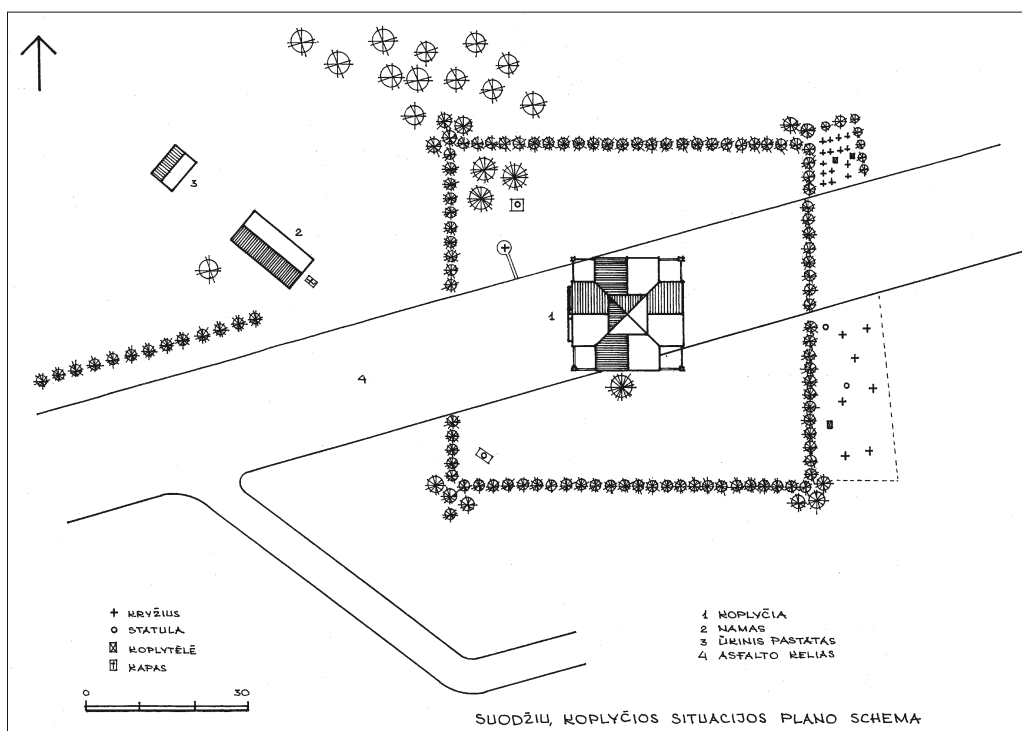 3
2
1
4
+ KRYŽIUS
o STATULA
KOPLYTĖLĖ
KAPAS
0 30
1 KOPLYČIA
2 NAMAS
3 ŪKINIS PASTATAS
4 ASFALTO KELIAS
SUODŽIŲ KOPLYČIOS SITUACIJOS PLANO SCHEMA